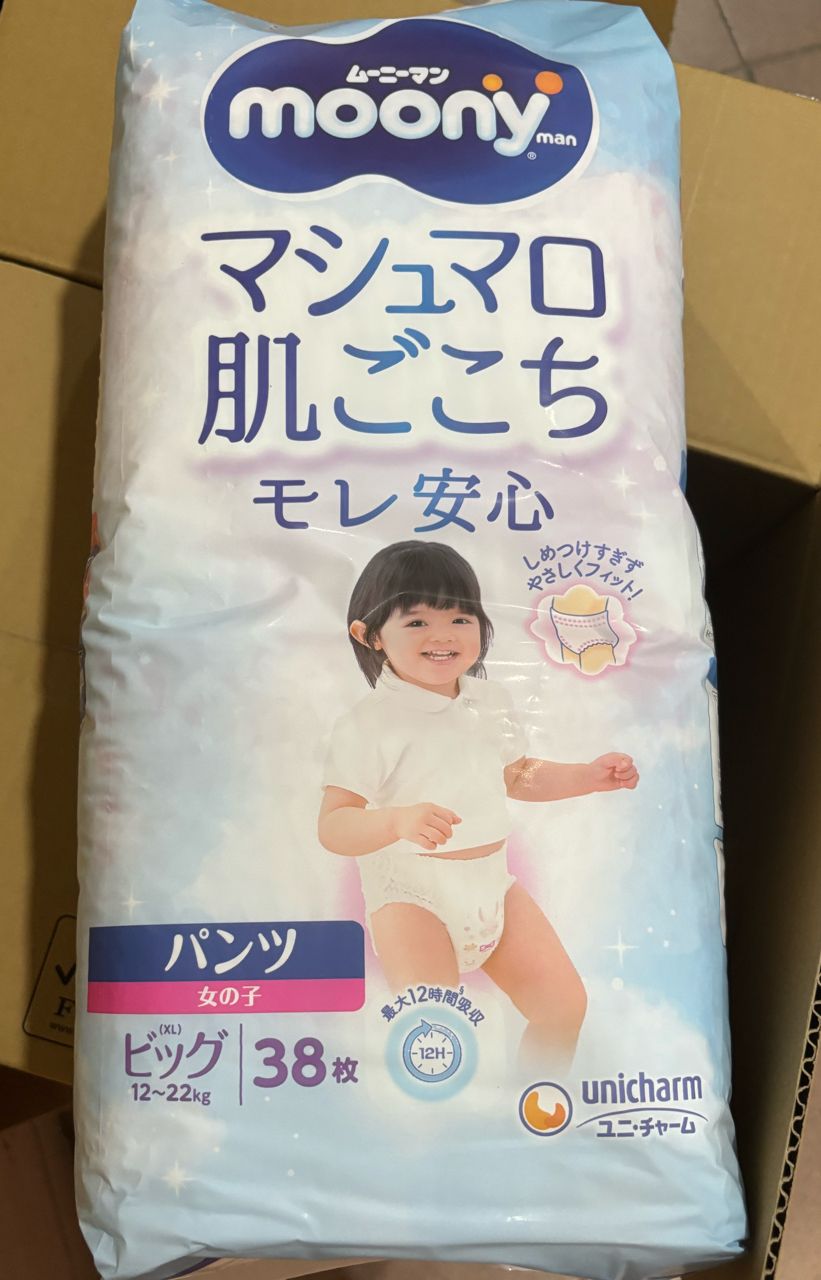 ムーニーマン
moony
man
®
マシュマロ
肌ごこち
モレ安心
しめつけすぎず
やさしくフィット!
パンツ
女の子
(XL)
ビッグ
12~22kg
38枚
最大12時間§吸収
12H
unicharm
ユニ・チャーム